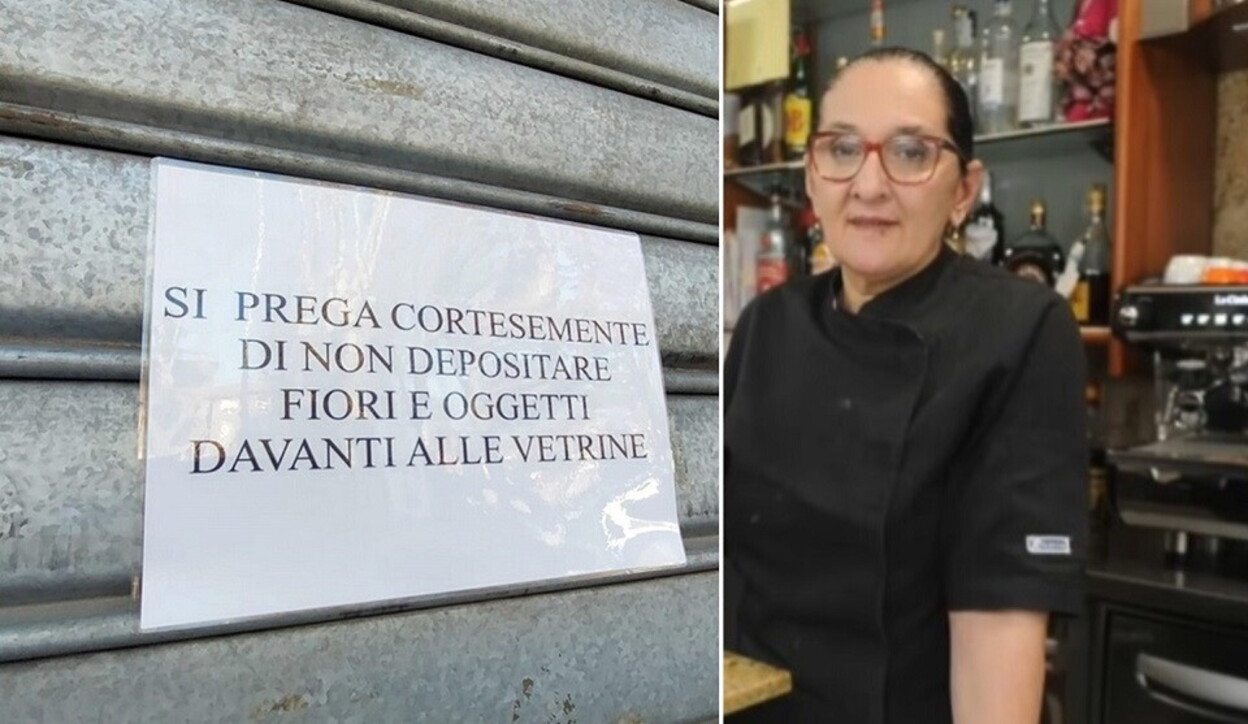 SI PREGA CORTESEMENTE
DI NON DEPOSITARE
FIORI E OGGETTI
DAVANTI ALLE VETRINE